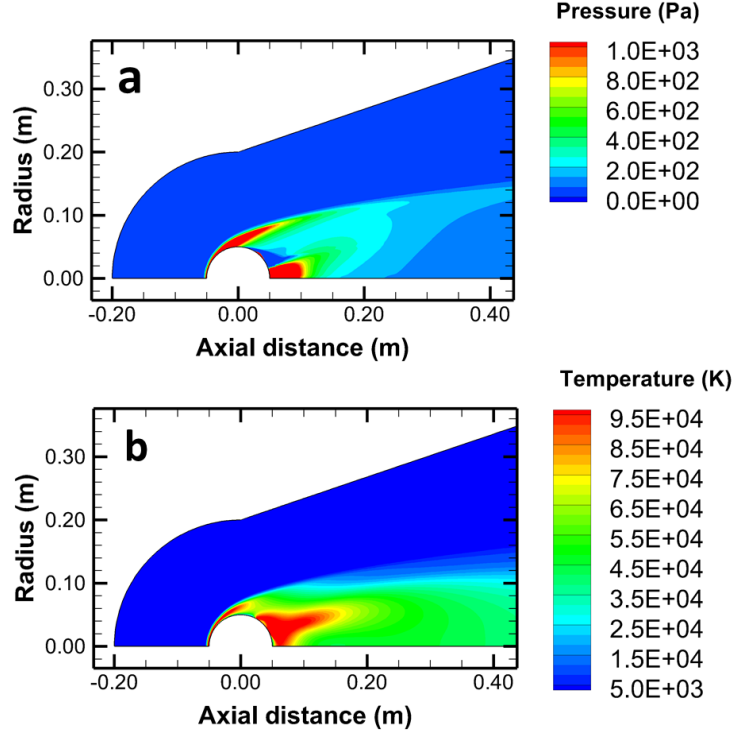 Pressure (Pa)
a
1.0E+03
8.0E+02
6.0E+02
4.0E+02
2.0E+02
0.0E+00
Radius (m)
0.30
0.20
0.10
0.00
-0.20
0.00
0.20
0.40
Axial distance (m)
Temperature (K)
b
9.5E+04
8.5E+04
7.5E+04
5.5E+04
4.5E+04
3.5E+04
2.5E+04
1.5E+04
5.0E+03
Radius (m)
0.30
0.20
0.10
0.00
-0.20
0.00
0.20
0.40
Axial distance (m)